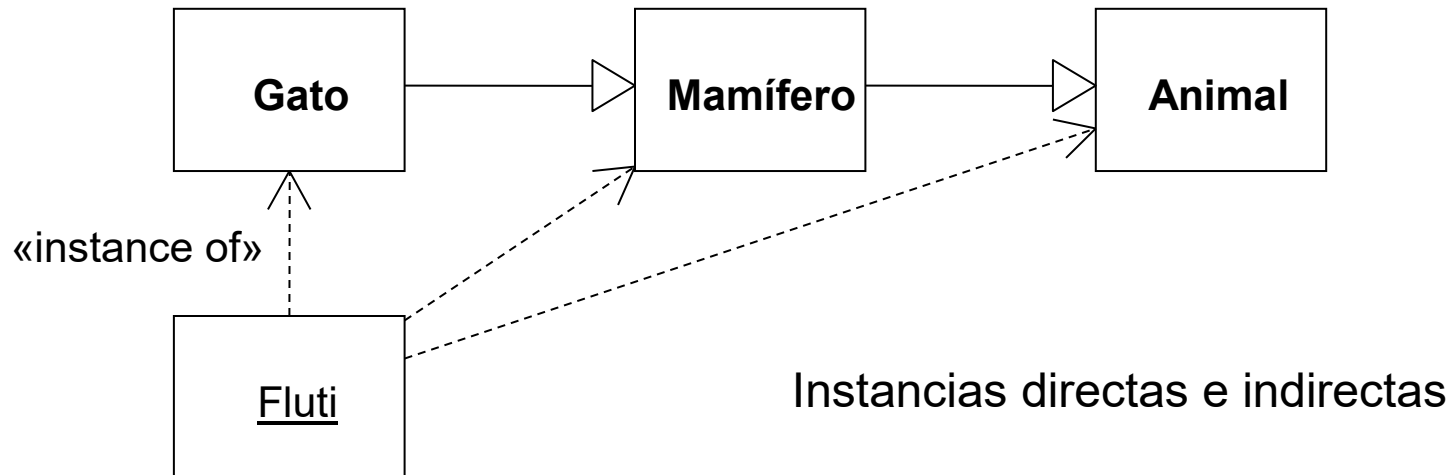 Gato
Mamífero
Animal
«instance of»
Fluti
Instancias directas e indirectas